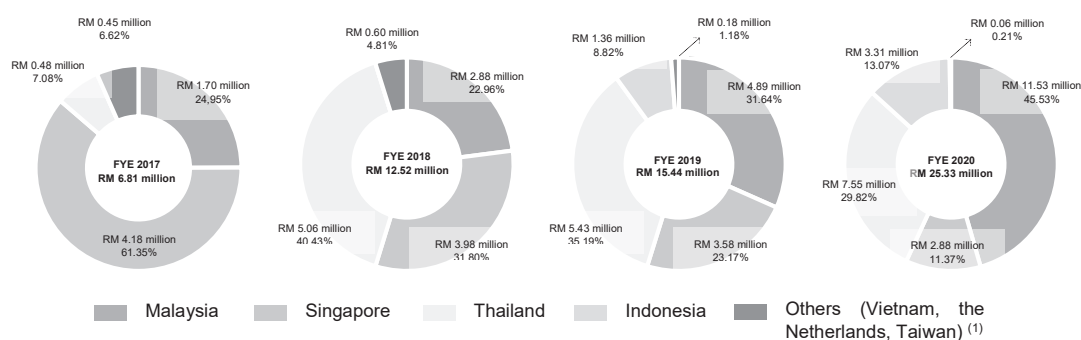 RM 0.45 million
6.62%
RM 0.48 million
7.08%
RM 1.70 million
24,95%
FYE 2017
RM 6.81 million
RM 4.18 million
61.35%
RM 0.60 million
4.81%
RM 2.88 million
22.96%
FYE 2018
RM 12.52 million
RM 5.06 million
40.43%
RM 3.98 million
31.80%
RM 0.18 million
1.18%
RM 1.36 million
8.82%
RM 4.89 million
31.64%
FYE 2019
RM 15.44 million
RM 5.43 million
35.19%
RM 3.58 million
23.17%
RM 0.06 million
0.21%
RM 3.31 million
13.07%
RM 11.53 million
45.53%
FYE 2020
RM 25.33 million
RM 7.55 million
29.82%
RM 2.88 million
11.37%
Malaysia
Singapore
Thailand
Indonesia
Others (Vietnam, the
Netherlands, Taiwan) (1)